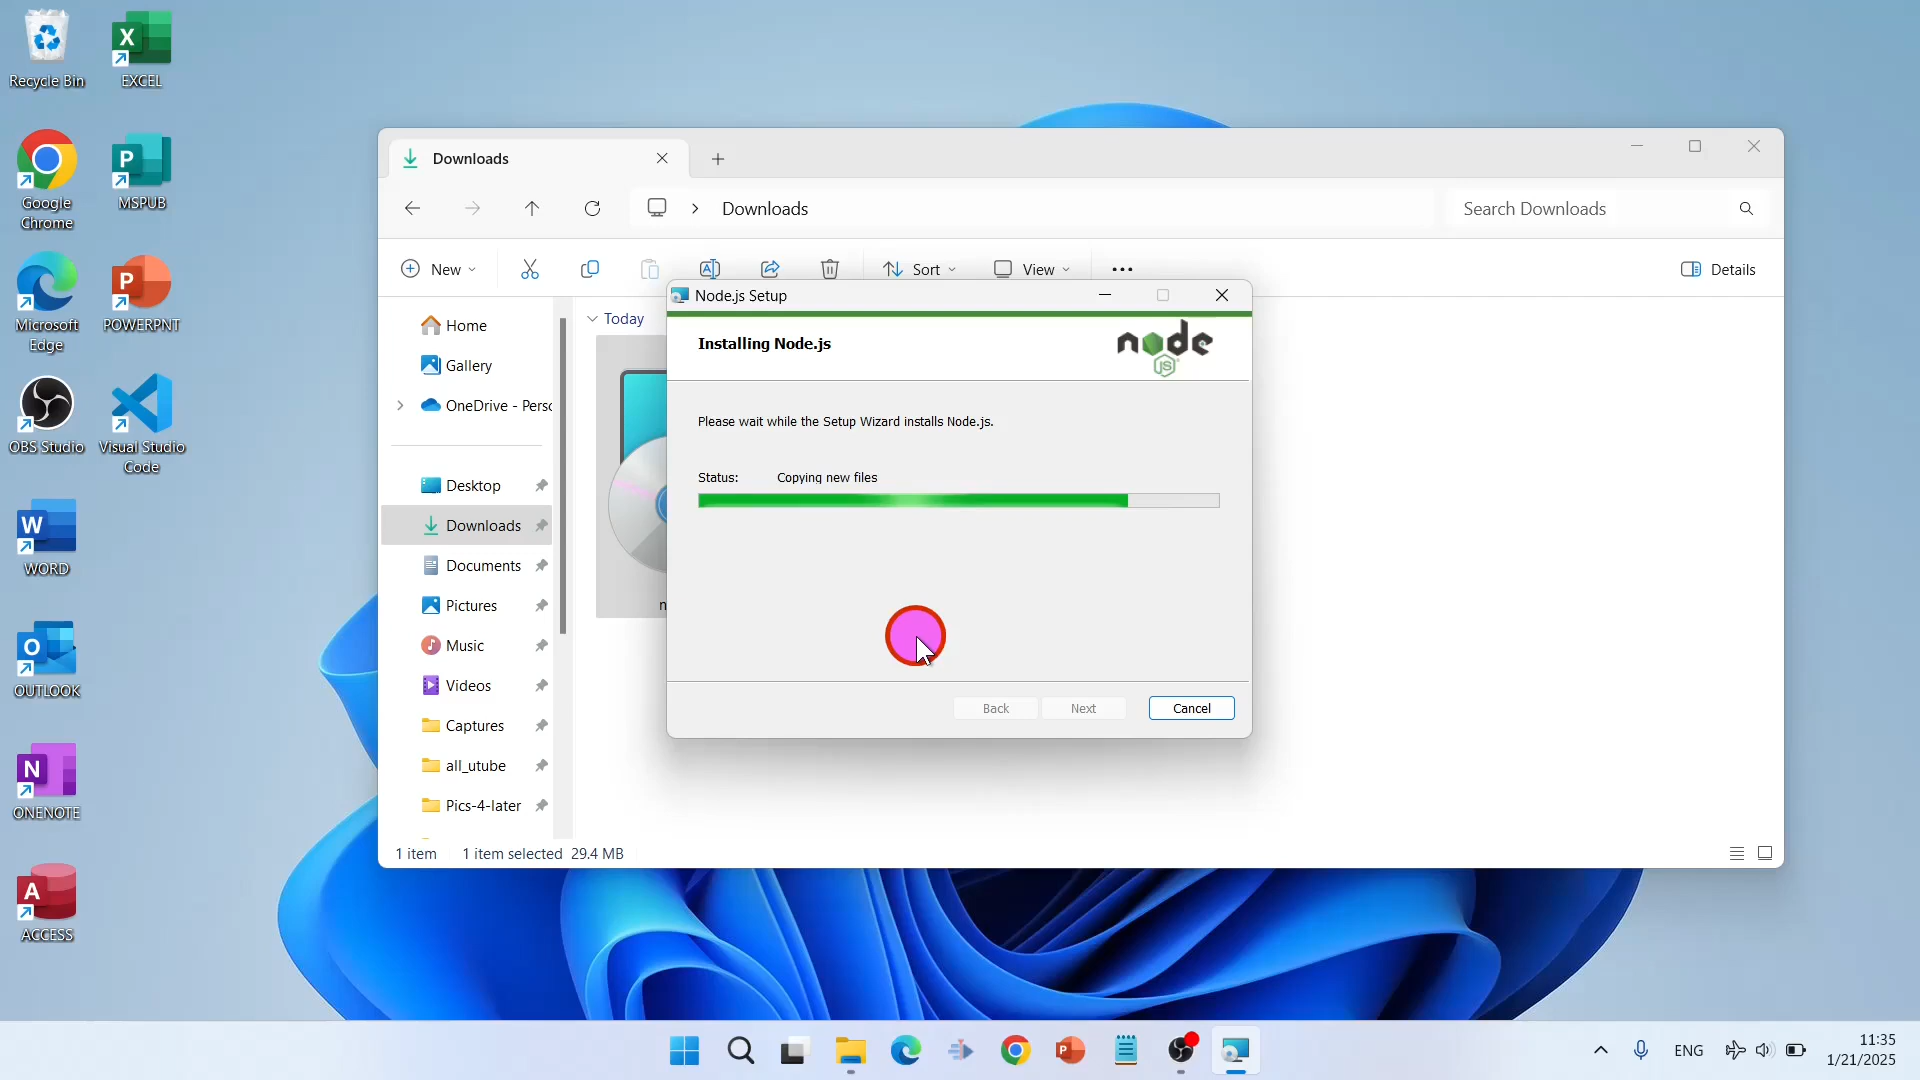 Recycle Bin
EXCEL
Google
Chrome
MSPUB
Microsoft
Edge
POWERPNT
OBS Studio
Visual Studio
Code
WORD
OUTLOOK
ONENOTE
ACCESS
Downloads
Downloads
Search Downloads
New
Sort
View
Details
Home
Gallery
OneDrive - Perso
Desktop
Downloads
Documents
Pictures
Music
Videos
Captures
all_utube
Pics-4-later
Today
n
1 item
1 item selected 29.4 MB
Node.js Setup
Installing Node.js
node
JS
Please wait while the Setup Wizard installs Node.js.
Status: Copying new files
Back
Next
Cancel
ENG
11:35
1/21/2025